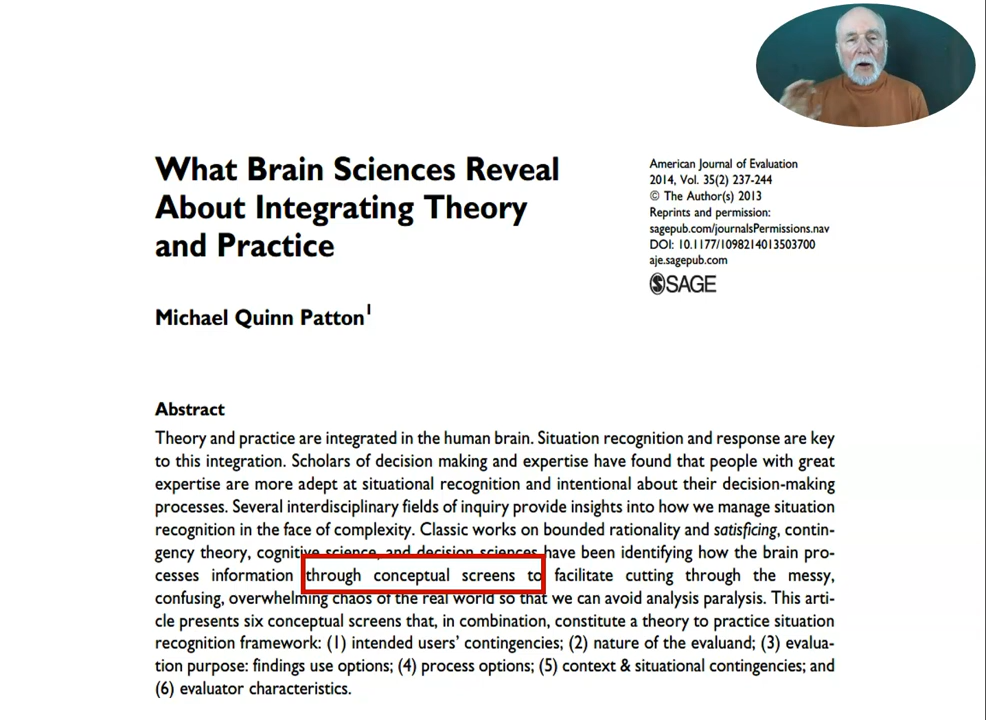 What Brain Sciences Reveal
About Integrating Theory
and Practice
American Journal of Evaluation
2014, Vol. 35(2) 237-244
© The Author(s) 2013
Reprints and permission:
sagepub.com/journalsPermissions.nav
DOI: 10.1177/1098214013503700
aje.sagepub.com
SAGE
Michael Quinn Patton¹
Abstract
Theory and practice are integrated in the human brain. Situation recognition and response are key
to this integration. Scholars of decision making and expertise have found that people with great
expertise are more adept at situational recognition and intentional about their decision-making
processes. Several interdisciplinary fields of inquiry provide insights into how we manage situation
recognition in the face of complexity. Classic works on bounded rationality and satisficing, contin-
gency theory, cognitive science, and decision sciences have been identifying how the brain pro-
cesses information through conceptual screens to facilitate cutting through the messy,
confusing, overwhelming chaos of the real world so that we can avoid analysis paralysis. This arti-
cle presents six conceptual screens that, in combination, constitute a theory to practice situation
recognition framework: (1) intended users' contingencies; (2) nature of the evaluand; (3) evalua-
tion purpose: findings use options; (4) process options; (5) context & situational contingencies; and
(6) evaluator characteristics.